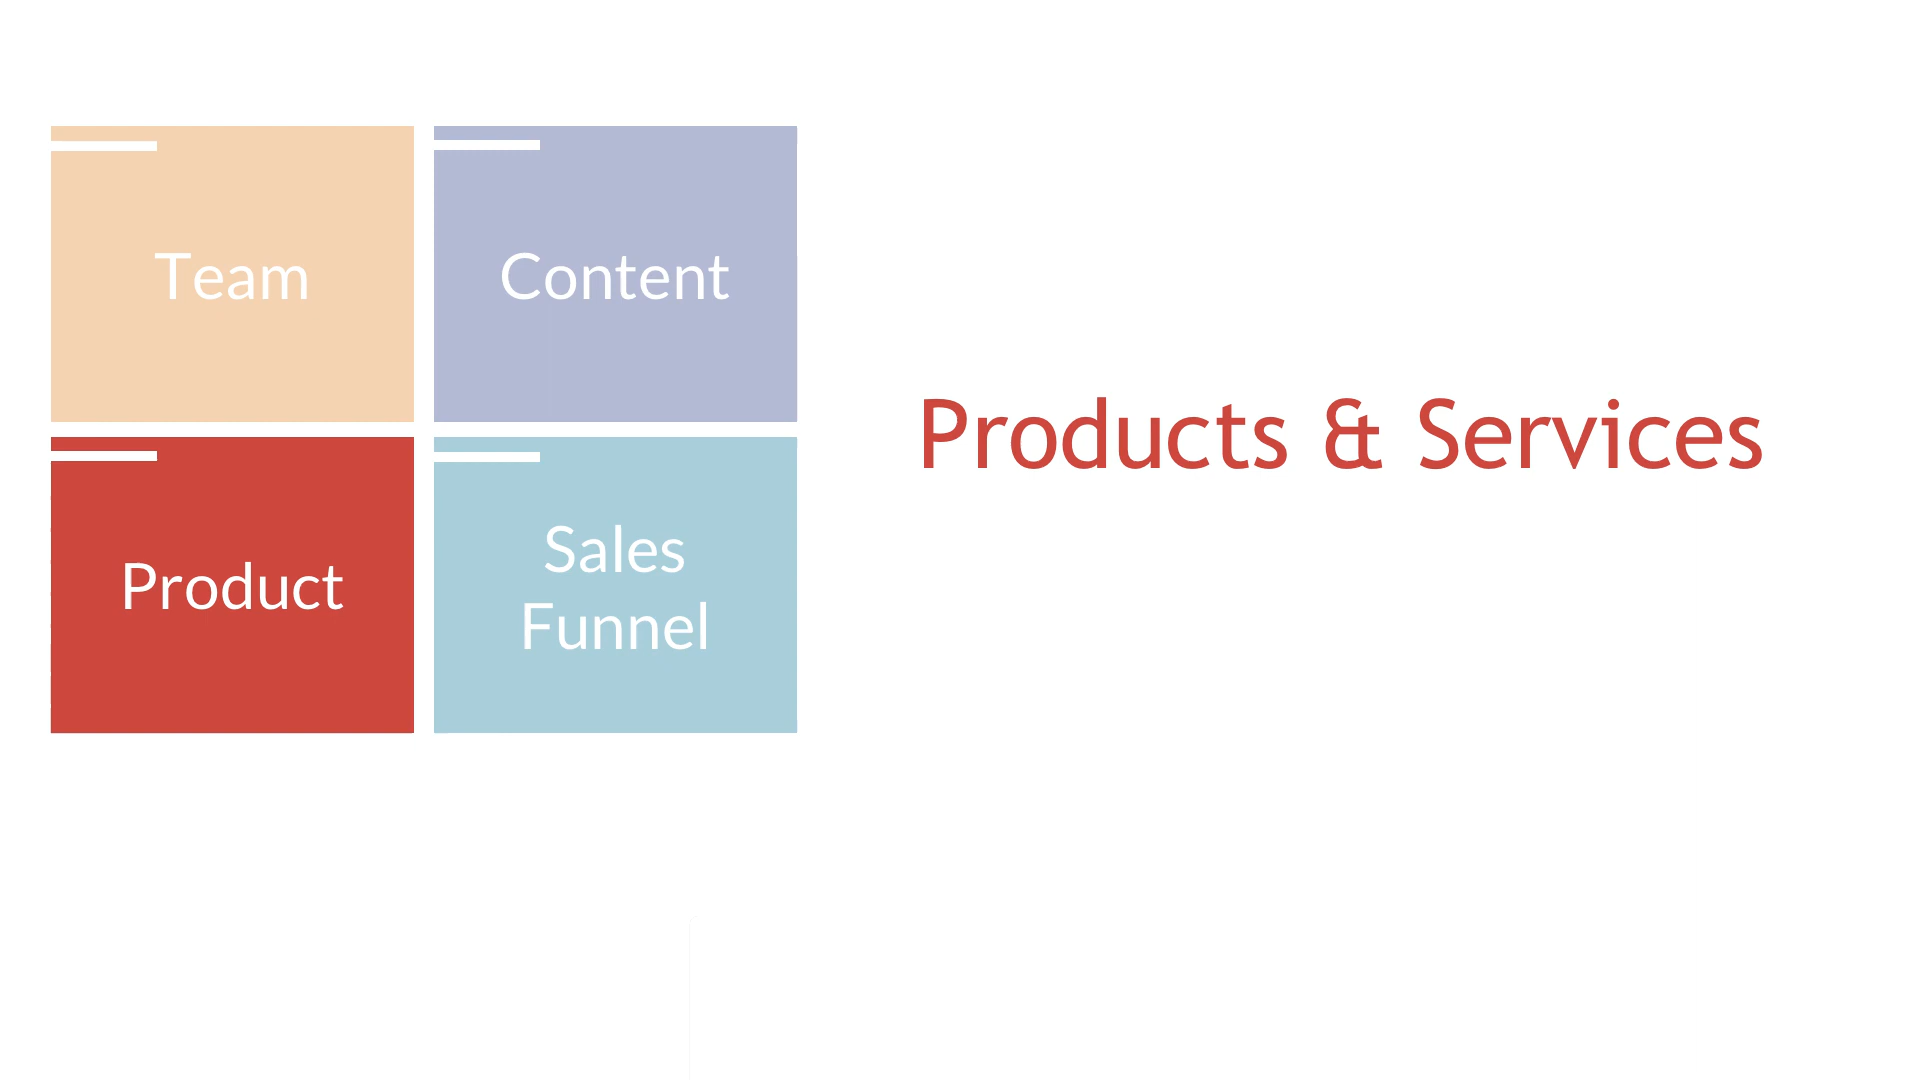 Team
Content
Product
Sales
Funnel
Products & Services